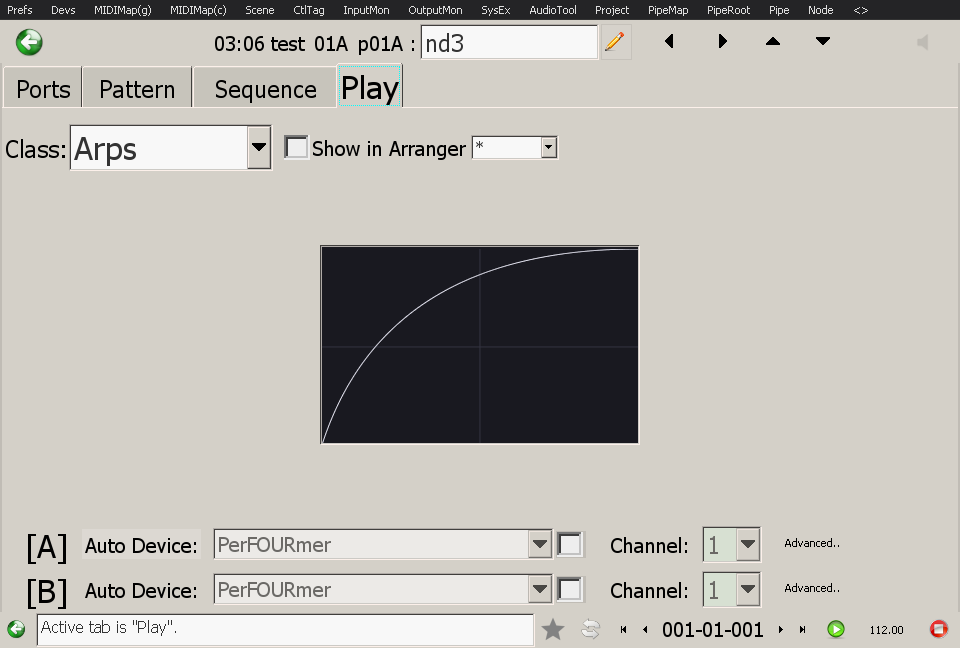 Prefs Devs MIDIMap(g) MIDIMap(c) Scene CtlTag InputMon OutputMon SysEx AudioTool Project PipeMap PipeRoot Pipe Node <>
03:06 test 01A p01A : nd3
Ports Pattern Sequence Play
Class: Arps Show in Arranger *
[A] Auto Device: PerFOURmer Channel: 1 Advanced..
[B] Auto Device: PerFOURmer Channel: 1 Advanced..
Active tab is "Play". 001-01-001 112.00